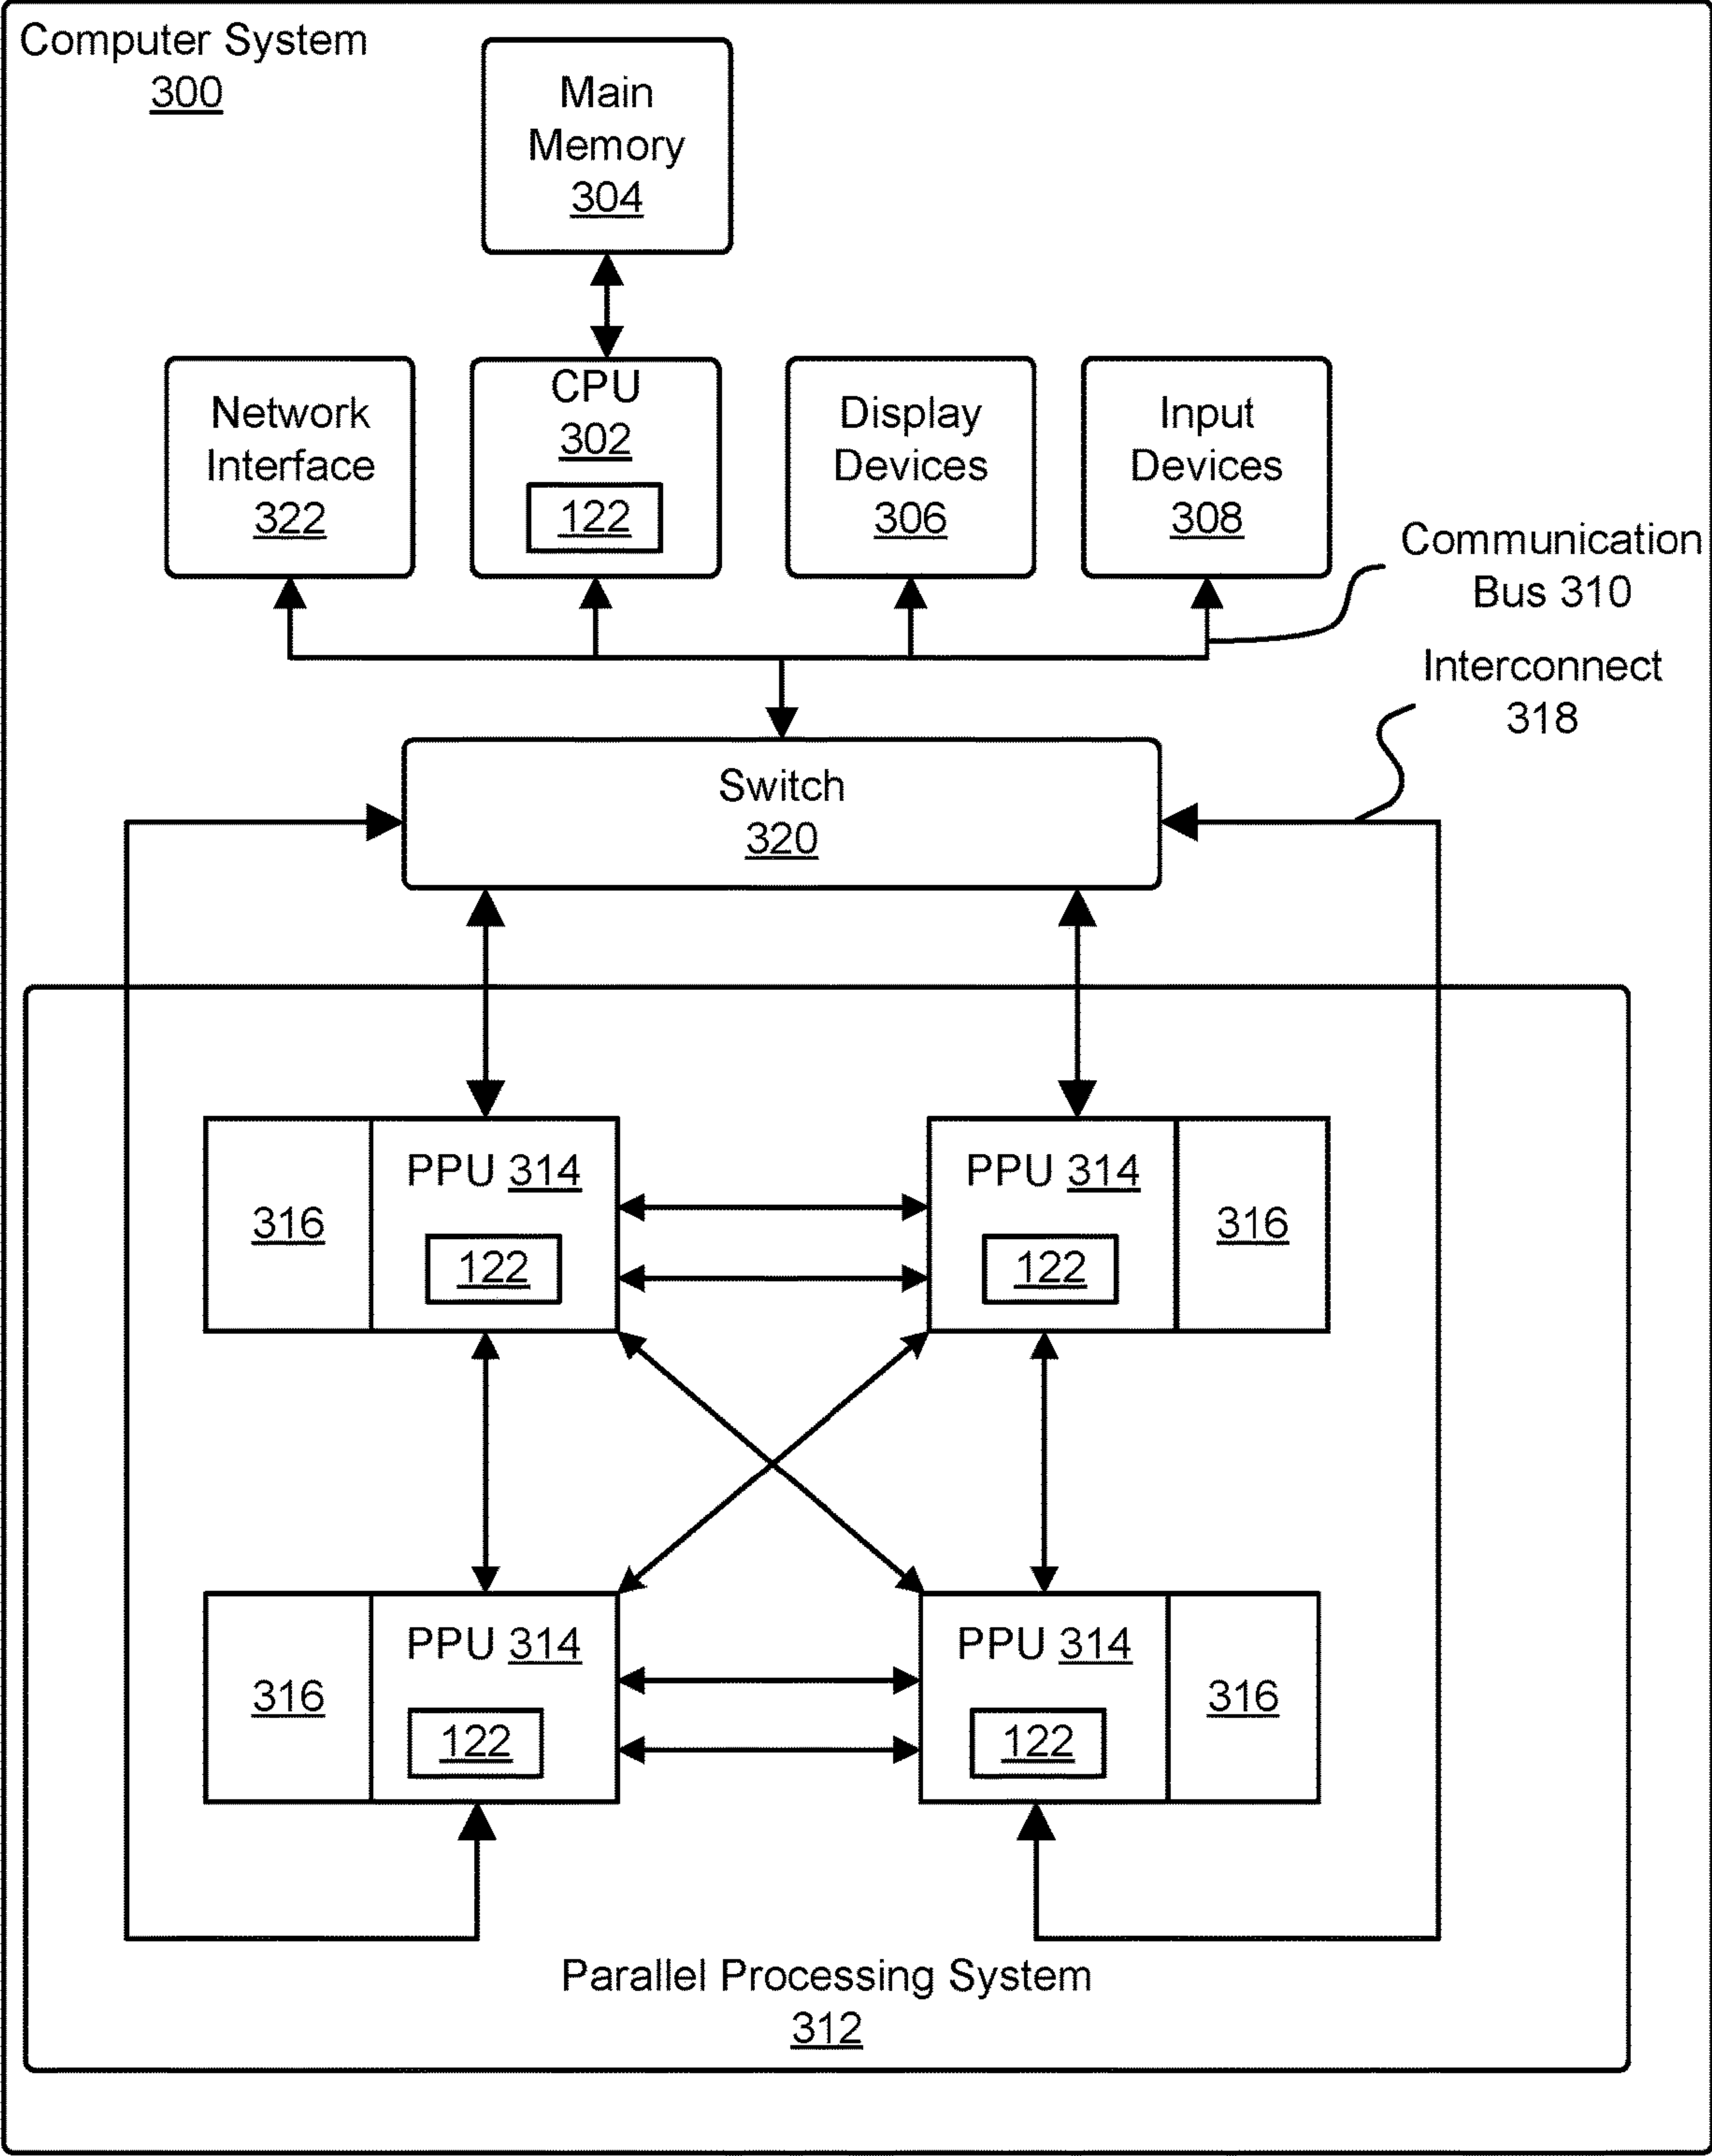 Computer System
300
Main
Memory
304
Network
Interface
322
CPU
302
122
Display
Devices
306
Input
Devices
308
Communication
Bus 310
Interconnect
318
Switch
320
316
PPU 314
122
PPU 314
122
316
316
PPU 314
122
PPU 314
122
316
Parallel Processing System
312